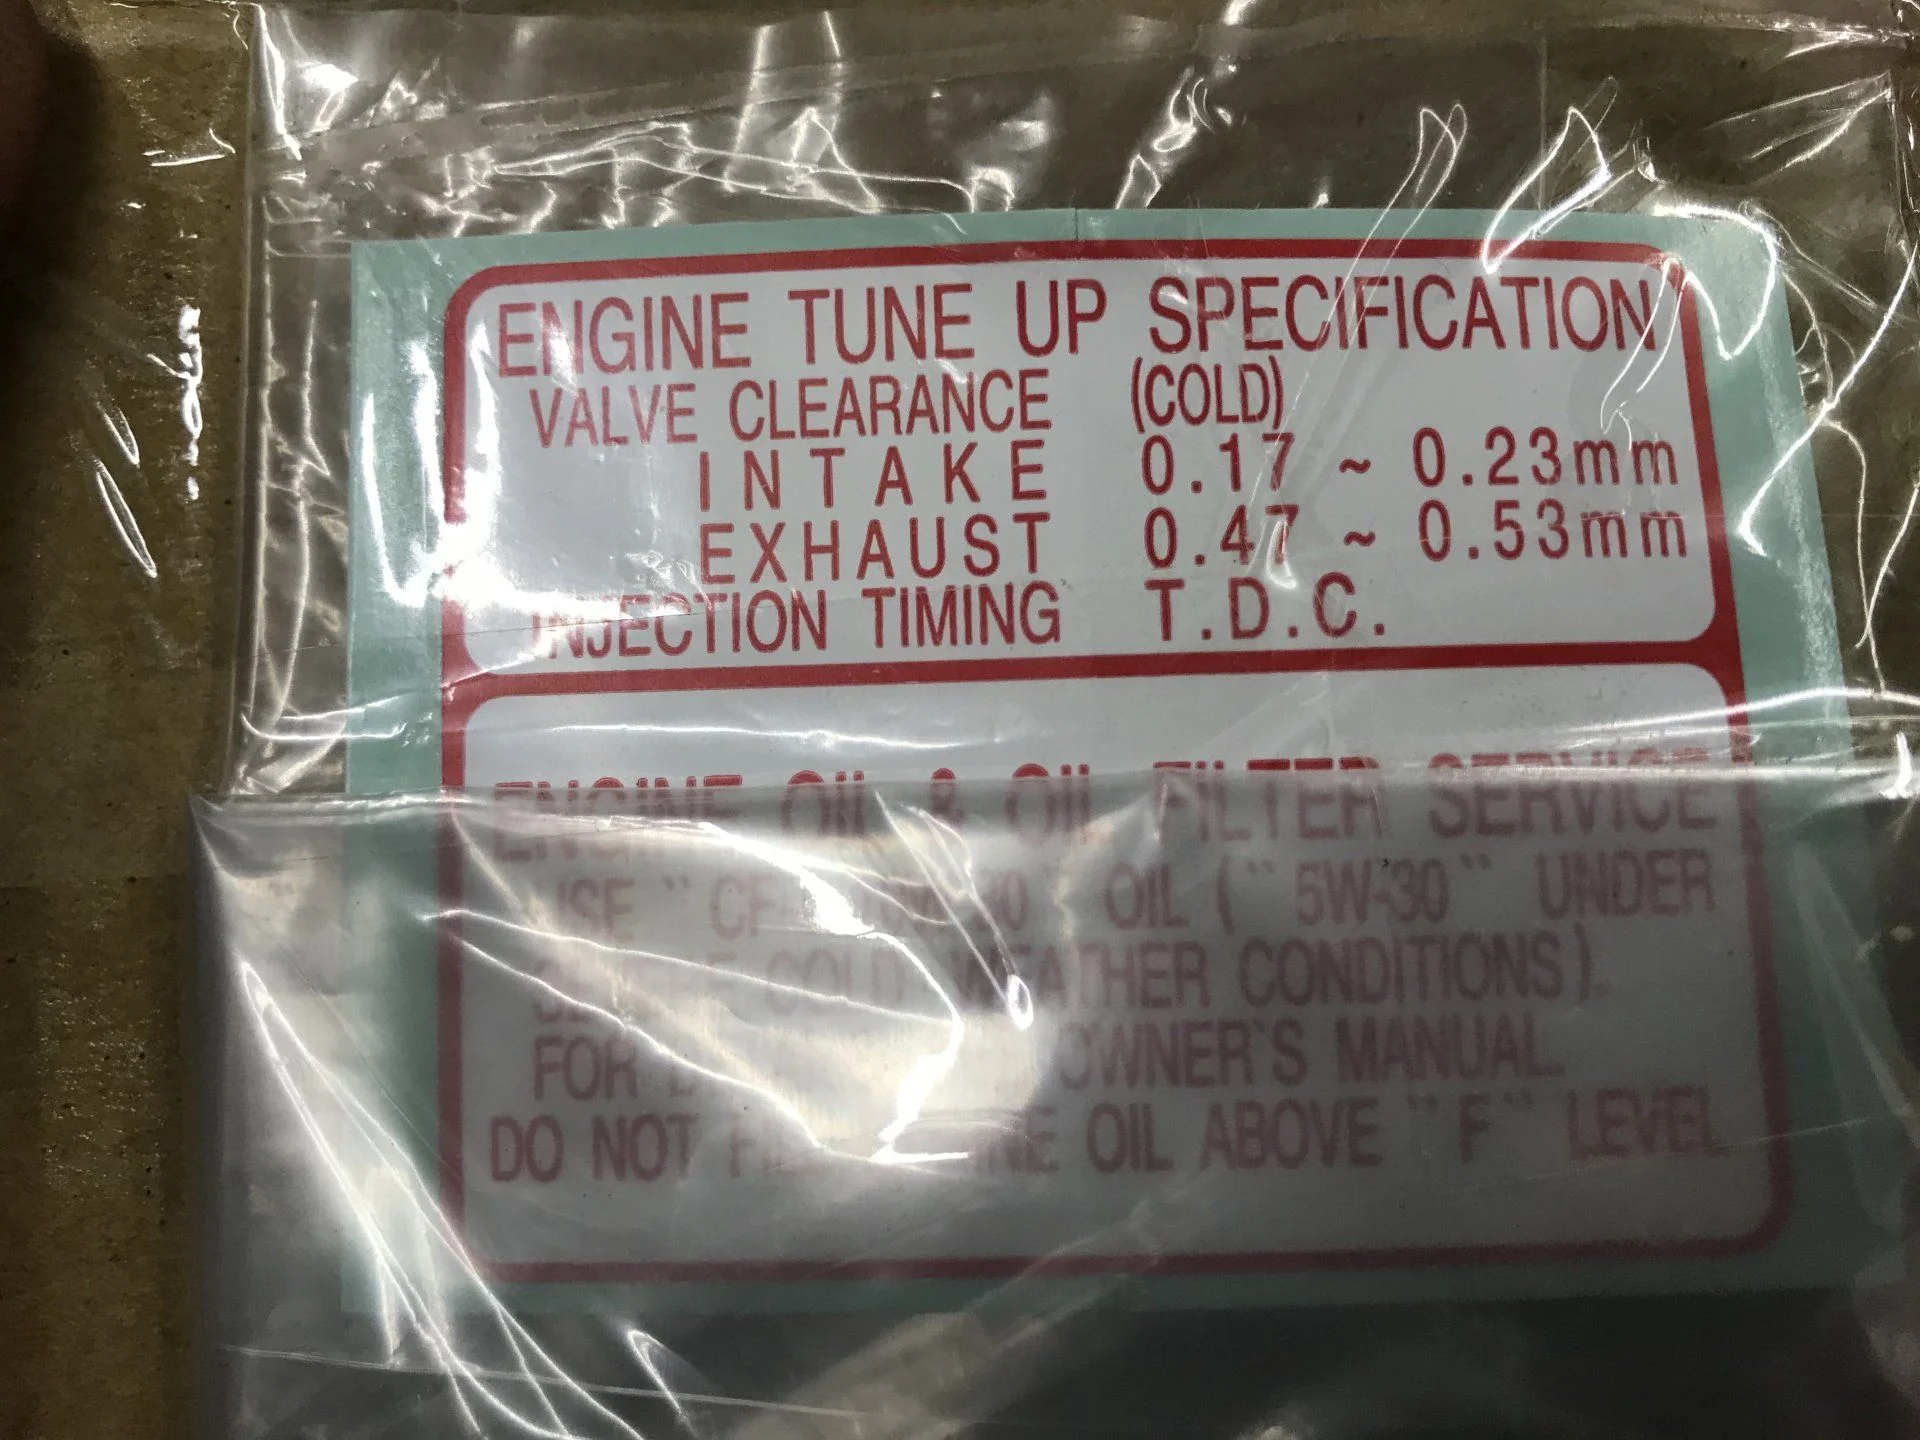 ENGINE TUNE UP SPECIFICATION
VALVE CLEARANCE (COLD)
INTAKE 0.17 ~ 0.23mm
EXHAUST 0.47 ~ 0.53mm
INJECTION TIMING T.D.C.
ENGINE OIL & OIL FILTER SERVICE
USE " OIL ("5W-30" UNDER
COLD WEATHER CONDITIONS).
FOR OWNER'S MANUAL.
DO NOT OIL ABOVE "F" LEVEL